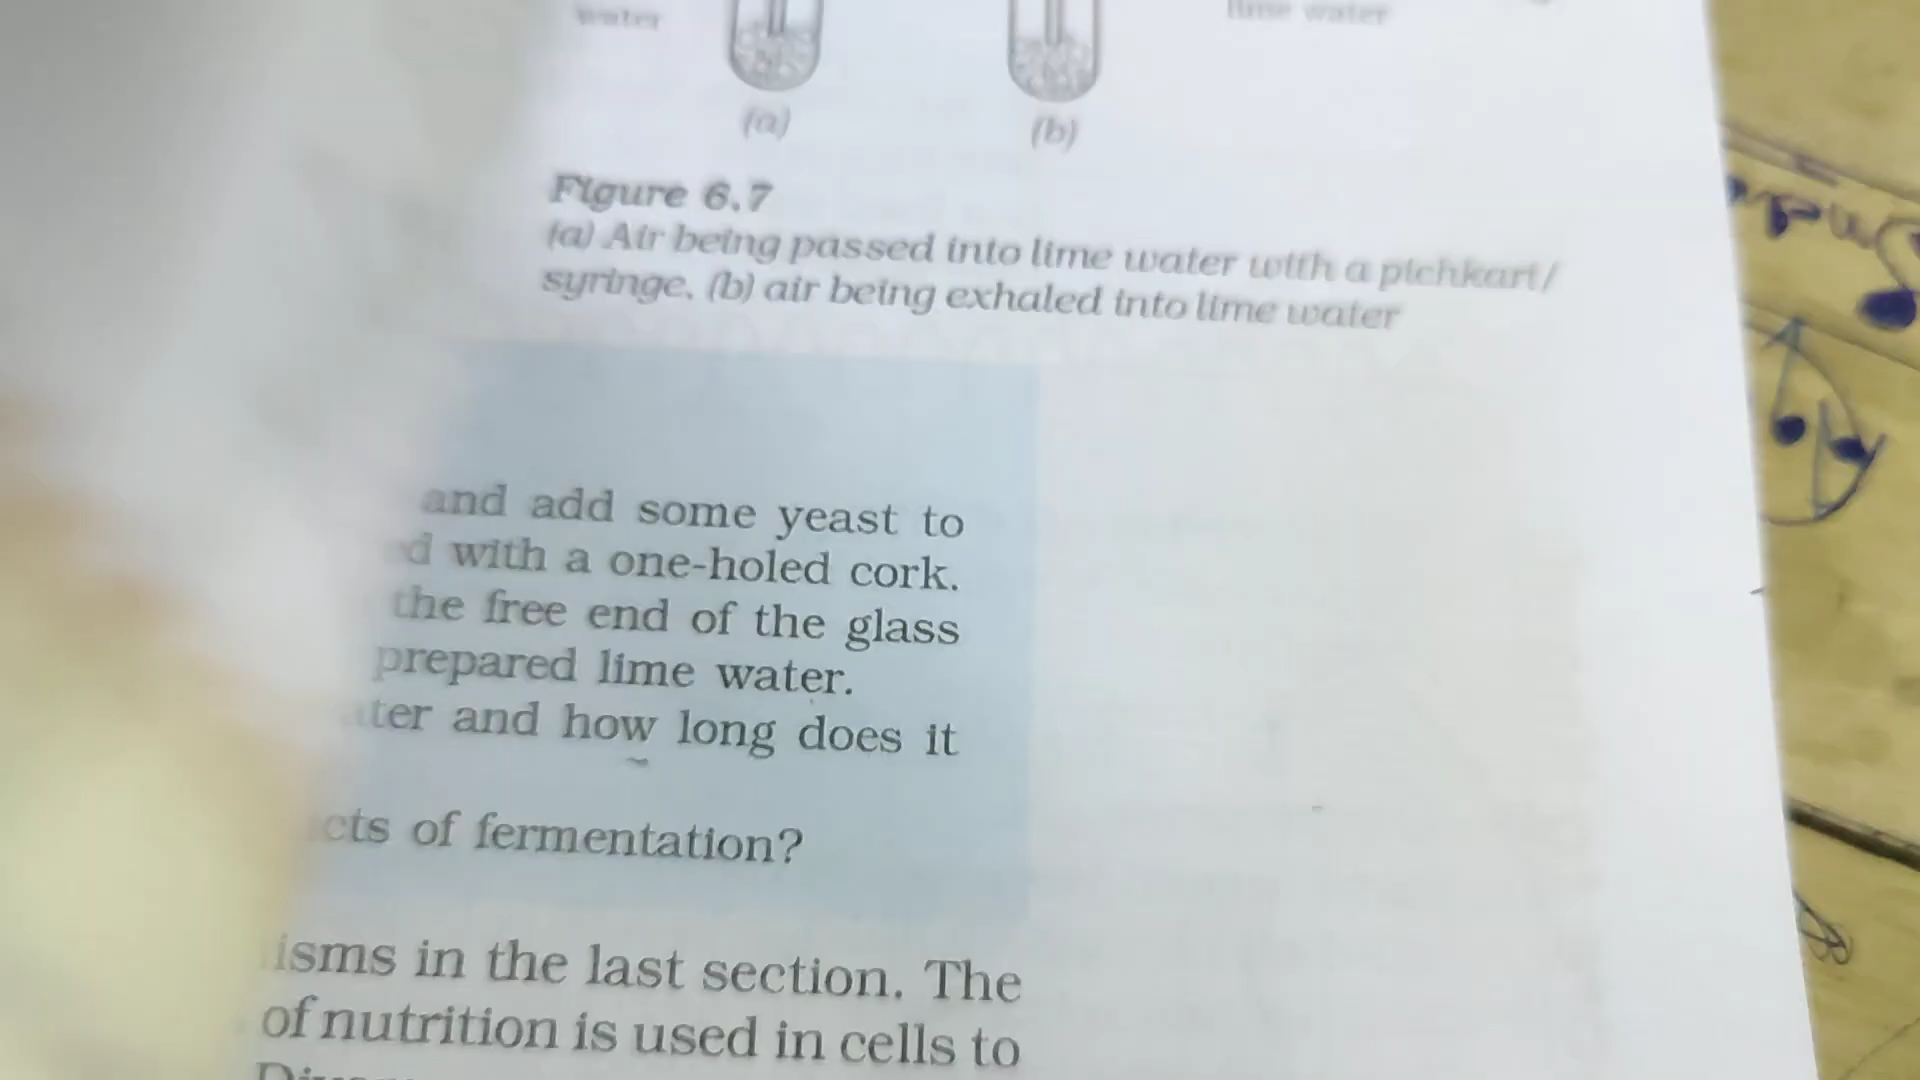 water
lime water
(a)
(b)
Figure 6.7
(a) Air being passed into lime water with a pichkari/
syringe, (b) air being exhaled into lime water
and add some yeast to
with a one-holed cork.
the free end of the glass
prepared lime water.
and how long does it
of fermentation?
in the last section. The
of nutrition is used in cells to